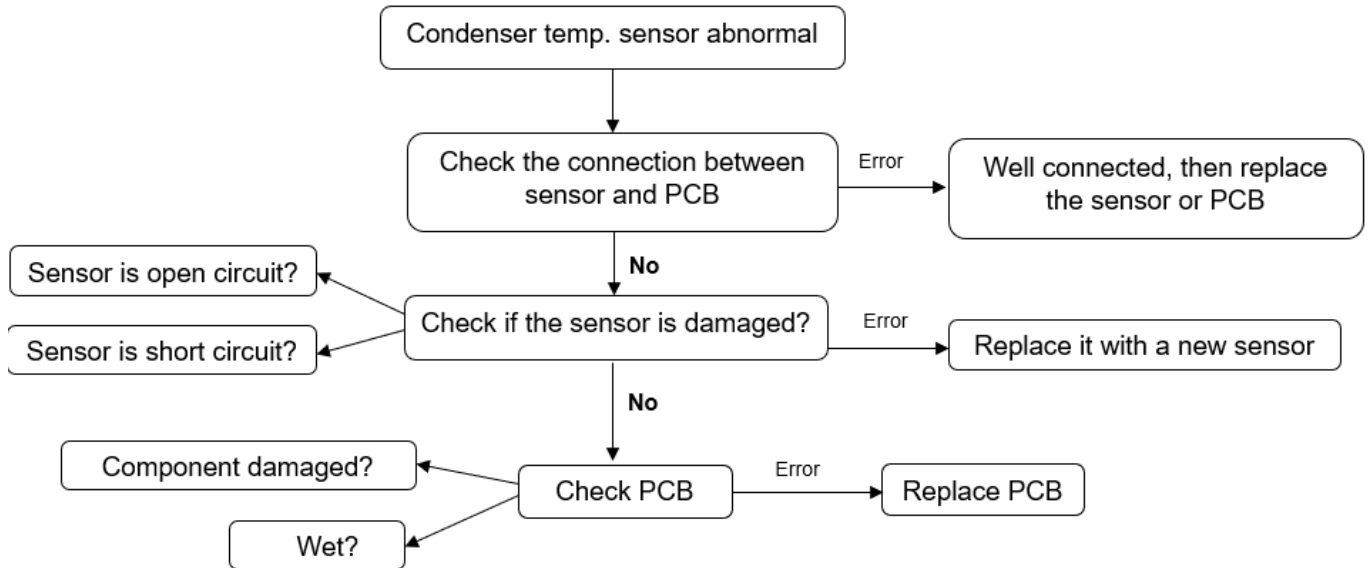 Condenser temp. sensor abnormal
Check the connection between
sensor and PCB
Error
Well connected, then replace
the sensor or PCB
No
Sensor is open circuit?
Sensor is short circuit?
Check if the sensor is damaged?
Error
Replace it with a new sensor
No
Component damaged?
Wet?
Check PCB
Error
Replace PCB